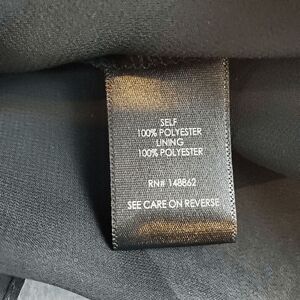 SELF
100% POLYESTER
LINING
100% POLYESTER
RN# 148862
SEE CARE ON REVERSE